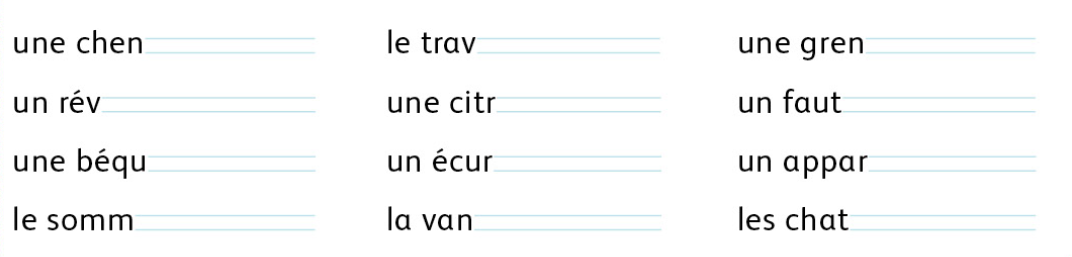 une chen
le trav
une gren
un rév
une citr
un faut
une béqu
un écur
un appar
le somm
la van
les chat